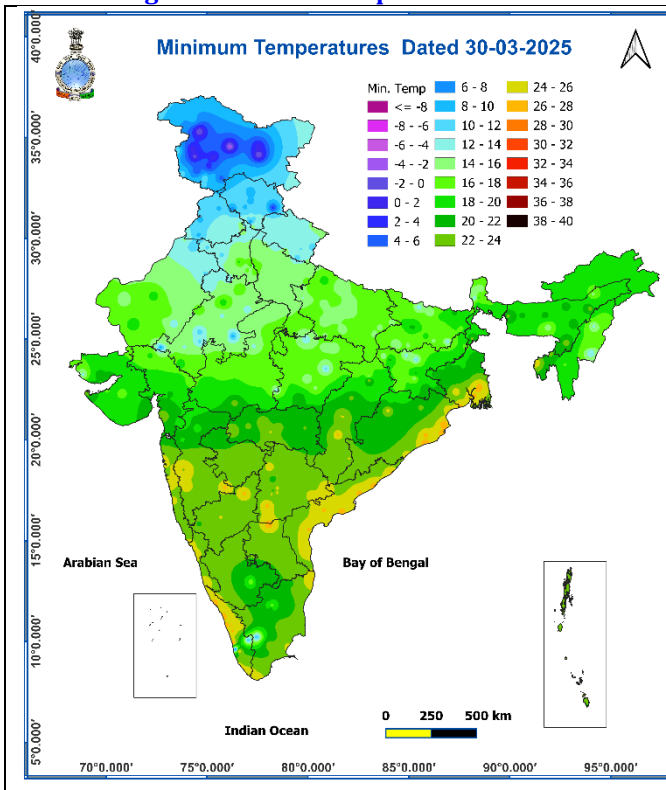 Minimum Temperatures Dated 30-03-2025
Min. Temp
<= -8
-8 - -6
-6 - -4
-4 - -2
-2 - 0
0 - 2
2 - 4
4 - 6
6 - 8
8 - 10
10 - 12
12 - 14
14 - 16
16 - 18
18 - 20
20 - 22
22 - 24
24 - 26
26 - 28
28 - 30
30 - 32
32 - 34
34 - 36
36 - 38
38 - 40
40°0.000'
35°0.000'
30°0.000'
25°0.000'
20°0.000'
15°0.000'
10°0.000'
5°0.000'
Arabian Sea
Bay of Bengal
Indian Ocean
0 250 500 km
70°0.000' 75°0.000' 80°0.000' 85°0.000' 90°0.000' 95°0.000'